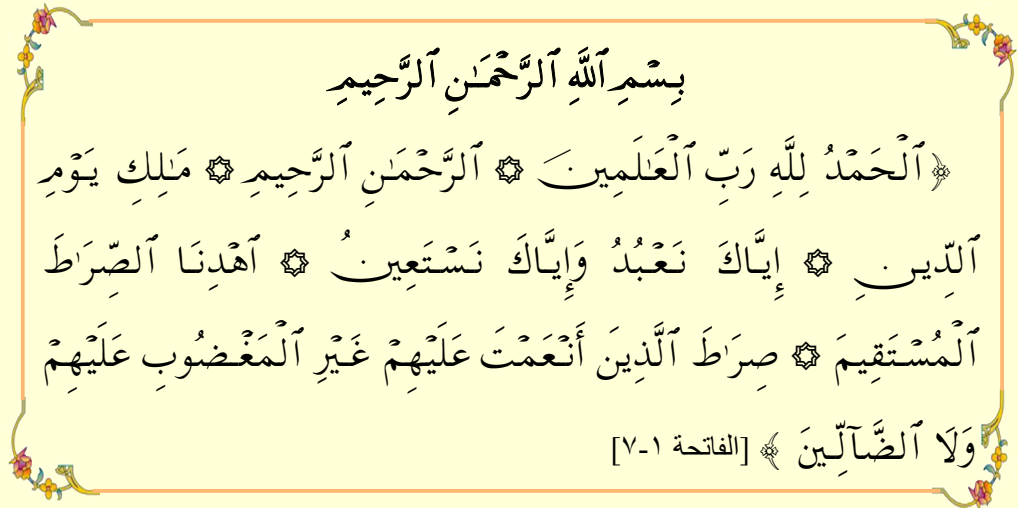 بِسۡمِ ٱللَّهِ ٱلرَّحۡمَـٰنِ ٱلرَّحِيمِ
﴿ ٱلۡحَمۡدُ لِلَّهِ رَبِّ ٱلۡعَـٰلَمِينَ ۞ ٱلرَّحۡمَـٰنِ ٱلرَّحِيمِ ۞ مَـٰلِكِ يَوۡمِ
ٱلدِّينِ ۞ إِيَّاكَ نَعۡبُدُ وَإِيَّاكَ نَسۡتَعِينُ ۞ ٱهۡدِنَا ٱلصِّرَٰطَ
ٱلۡمُسۡتَقِيمَ ۞ صِرَٰطَ ٱلَّذِينَ أَنۡعَمۡتَ عَلَيۡهِمۡ غَيۡرِ ٱلۡمَغۡضُوبِ عَلَيۡهِمۡ
وَلَا ٱلضَّآلِّينَ ﴾ [الفاتحة ١-٧]